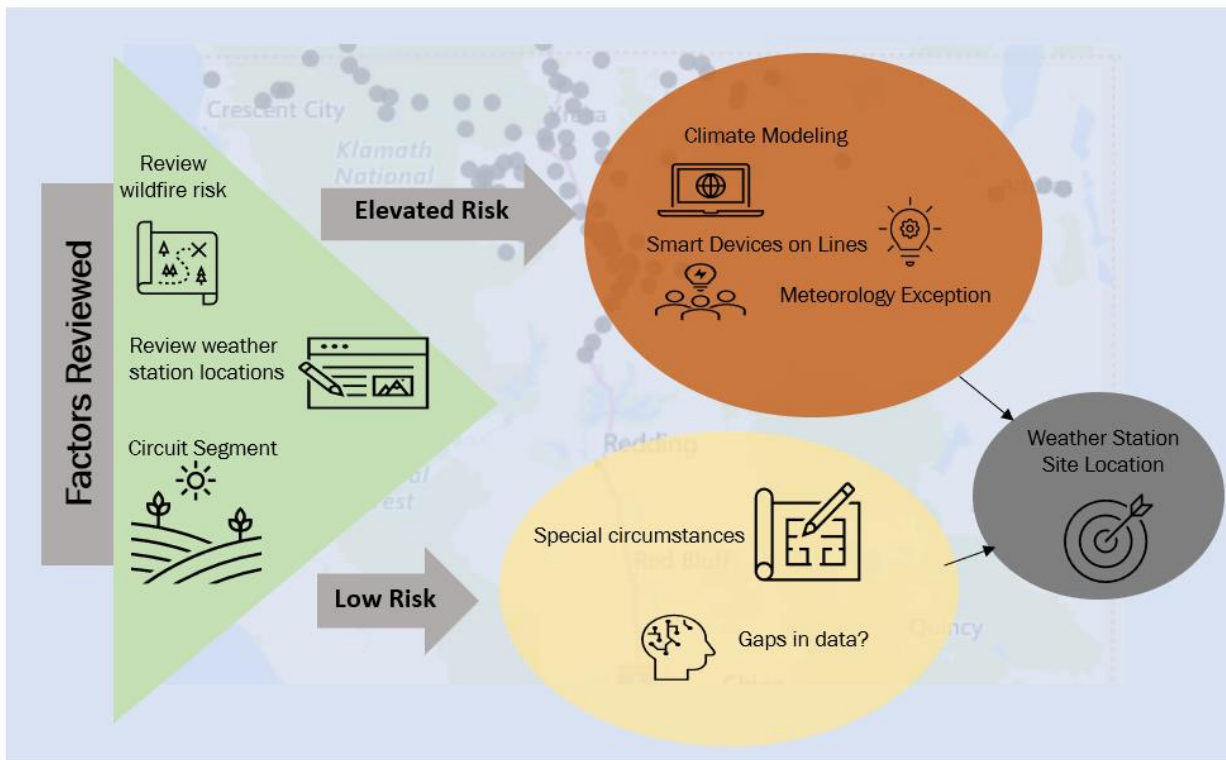 Factors Reviewed
Review
wildfire risk
Review weather
station locations
Circuit Segment
Elevated Risk
Low Risk
Climate Modeling
Smart Devices on Lines
Meteorology Exception
Special circumstances
Gaps in data?
Weather Station
Site Location
Crescent City
Klamath
National
Redding
Red Bluff
Quincy